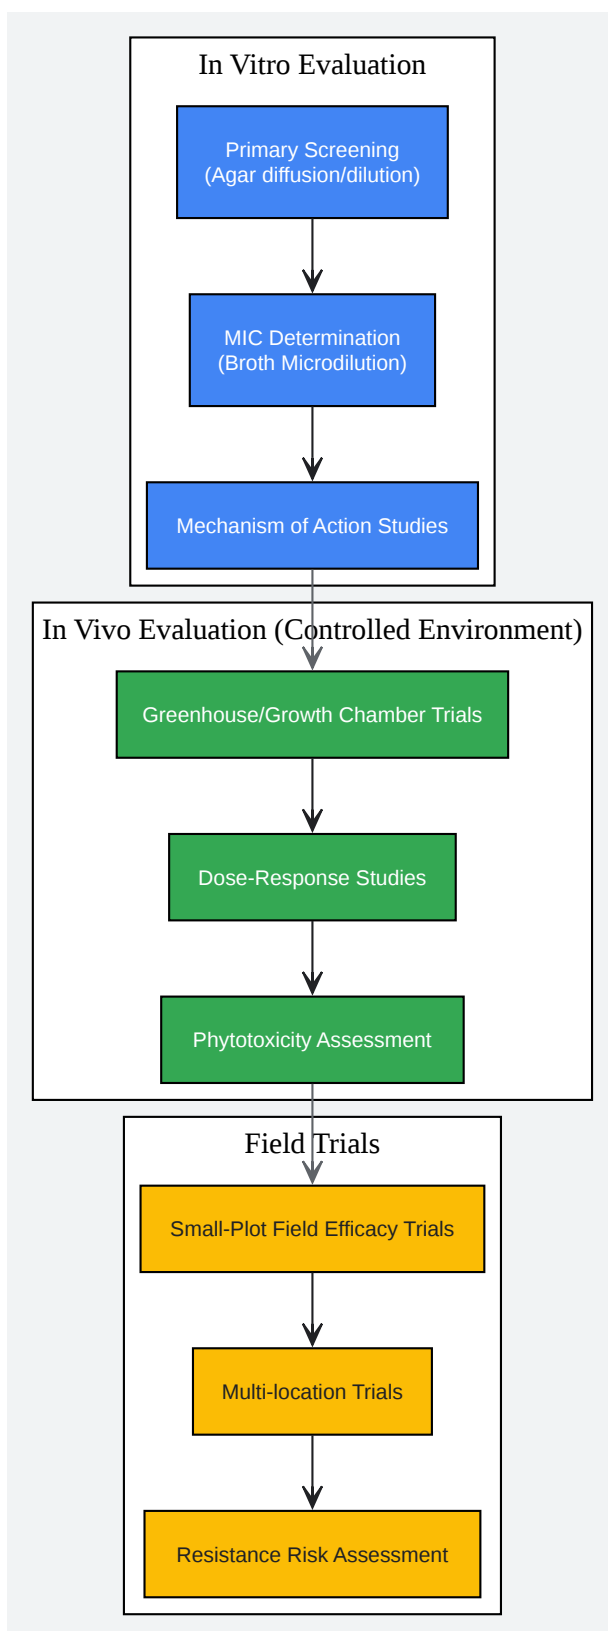 In Vitro Evaluation
Primary Screening
(Agar diffusion/dilution)
MIC Determination
(Broth Microdilution)
Mechanism of Action Studies
In Vivo Evaluation (Controlled Environment)
Greenhouse/Growth Chamber Trials
Dose-Response Studies
Phytotoxicity Assessment
Field Trials
Small-Plot Field Efficacy Trials
Multi-location Trials
Resistance Risk Assessment